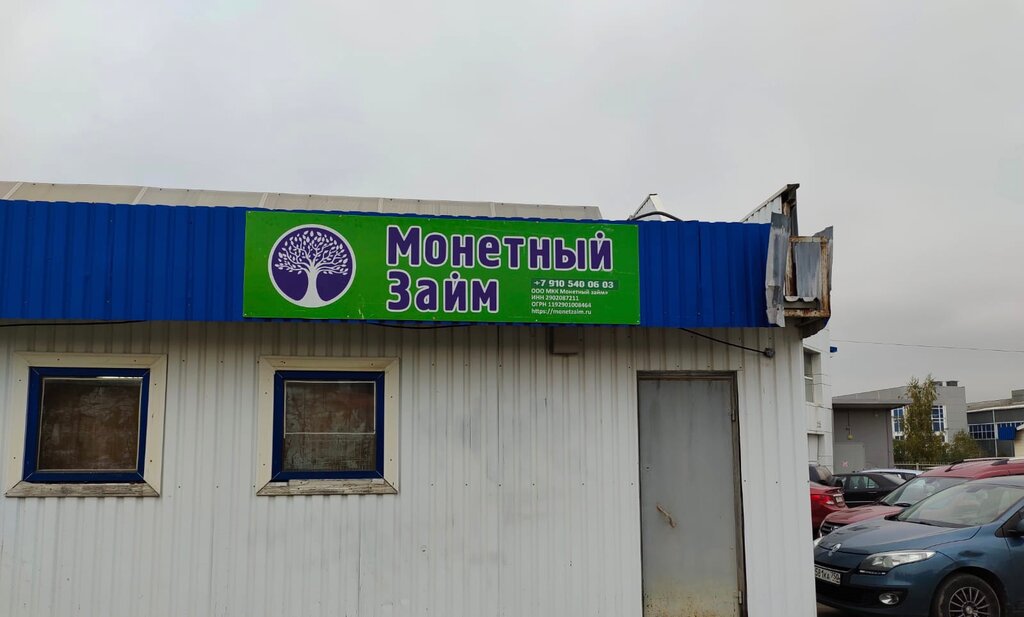 Монетный
Займ
+7 910 540 06 03
ООО МКК Монетный займ»
ИНН 2902087211
ОГРН 1192901008464
https://monetzaim.ru